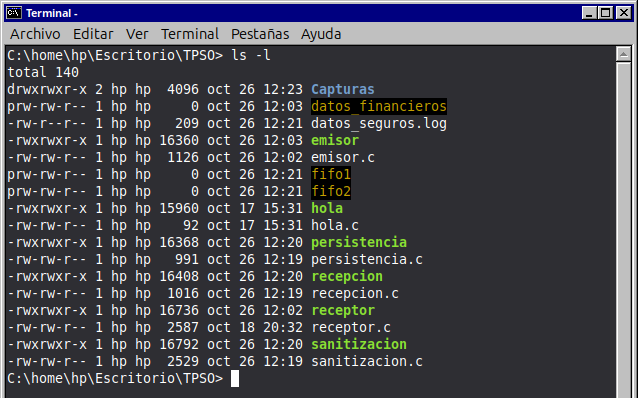 Terminal -
Archivo Editar Ver Terminal Pestañas Ayuda
C:\home\hp\Escritorio\TPSO> ls -l
total 140
drwxrwxr-x 2 hp hp  4096 oct 26 12:23 Capturas
prw-rw-r-- 1 hp hp     0 oct 26 12:03 datos_financieros
-rw-r--r-- 1 hp hp   209 oct 26 12:21 datos_seguros.log
-rwxrwxr-x 1 hp hp 16360 oct 26 12:03 emisor
-rw-rw-r-- 1 hp hp  1126 oct 26 12:02 emisor.c
prw-rw-r-- 1 hp hp     0 oct 26 12:21 fifo1
prw-rw-r-- 1 hp hp     0 oct 26 12:21 fifo2
-rwxrwxr-x 1 hp hp 15960 oct 17 15:31 hola
-rw-rw-r-- 1 hp hp    92 oct 17 15:31 hola.c
-rwxrwxr-x 1 hp hp 16368 oct 26 12:20 persistencia
-rw-rw-r-- 1 hp hp   991 oct 26 12:19 persistencia.c
-rwxrwxr-x 1 hp hp 16408 oct 26 12:20 recepcion
-rw-rw-r-- 1 hp hp  1016 oct 26 12:19 recepcion.c
-rwxrwxr-x 1 hp hp 16736 oct 26 12:02 receptor
-rw-rw-r-- 1 hp hp  2587 oct 18 20:32 receptor.c
-rwxrwxr-x 1 hp hp 16792 oct 26 12:20 sanitizacion
-rw-rw-r-- 1 hp hp  2529 oct 26 12:19 sanitizacion.c
C:\home\hp\Escritorio\TPSO>